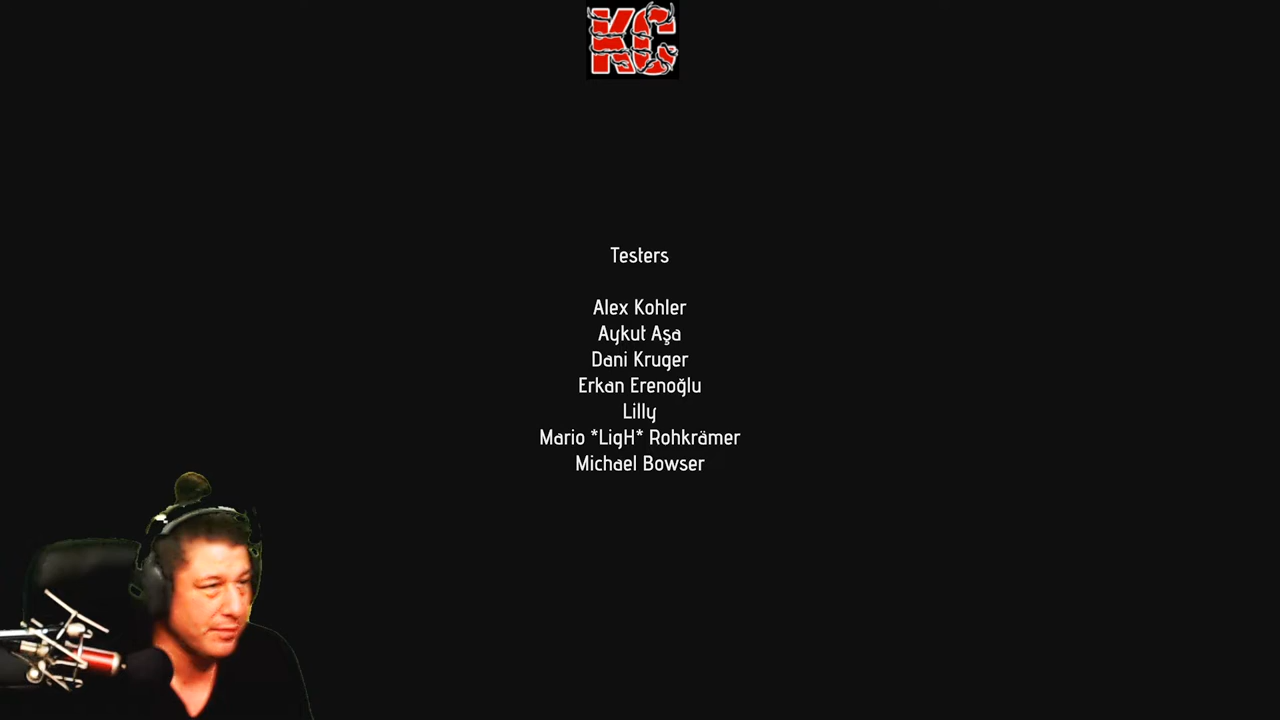 KC
Testers
Alex Kohler
Aykut Aşa
Dani Kruger
Erkan Erenoğlu
Lilly
Mario *LigH* Rohkrämer
Michael Bowser